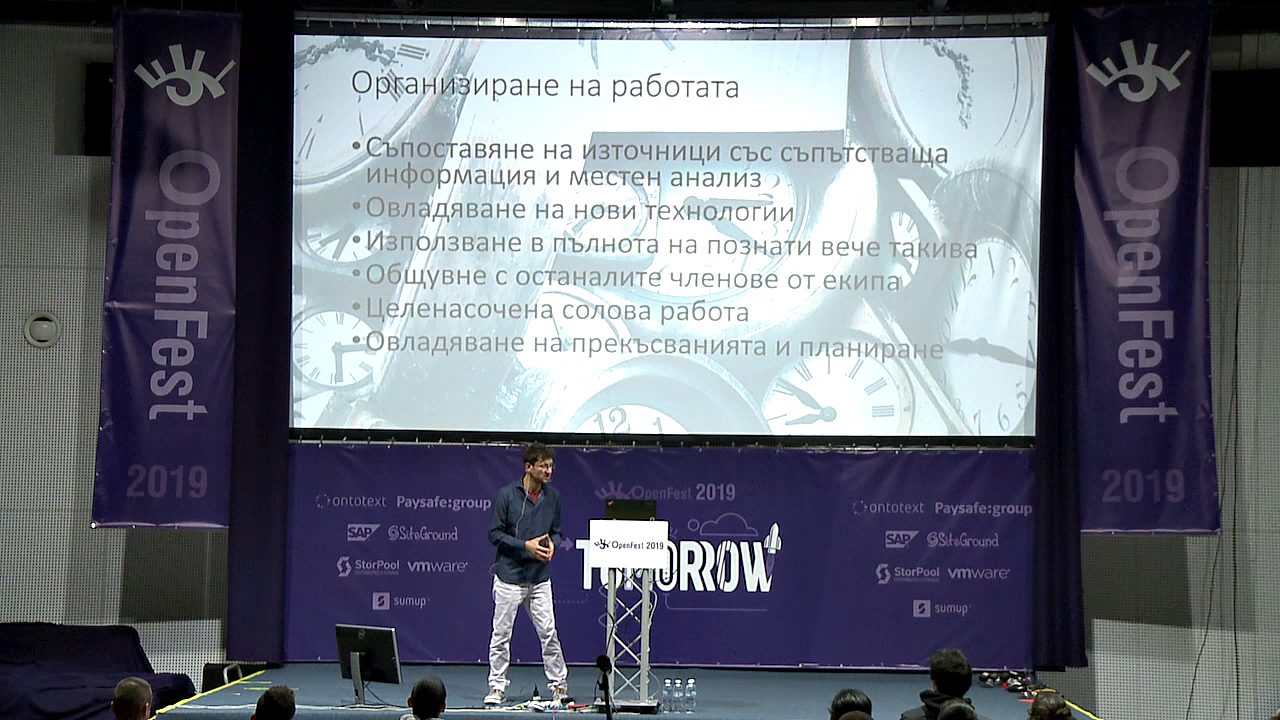 Организиране на работата
•Съпоставяне на източници със съпътстваща
информация и местен анализ
•Овладяване на нови технологии
•Използване в пълнота на познати вече такива
•Общувне с останалите членове от екипа
•Целенасочена солова работа
•Овладяване на прекъсванията и планиране
OpenFest
2019
OpenFest
2019
OpenFest 2019
TOMORROW
OpenFest 2019
ontotext Paysafe:group
SAP SiteGround
StorPool vmware
sumup
ontotext Paysafe:group
SAP SiteGround
StorPool vmware
sumup